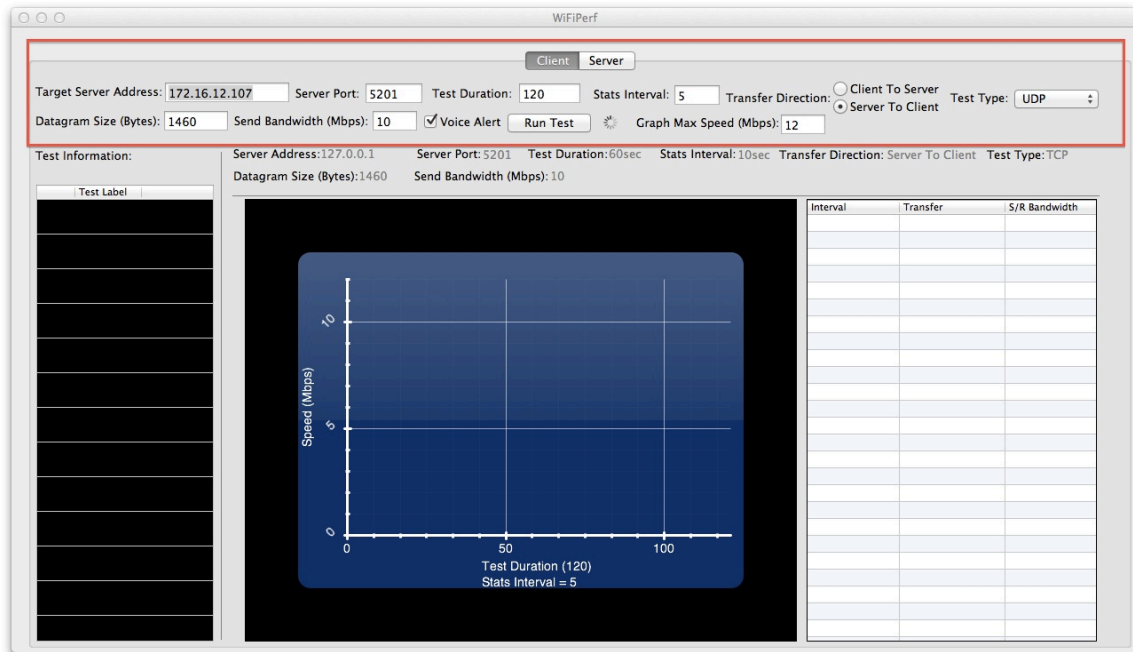 WiFiPerf
Client Server
Target Server Address: 172.16.12.107 Server Port: 5201 Test Duration: 120 Stats Interval: 5 Transfer Direction: Client To Server Server To Client Test Type: UDP
Datagram Size (Bytes): 1460 Send Bandwidth (Mbps): 10 Voice Alert Run Test Graph Max Speed (Mbps): 12
Test Information:
Server Address:127.0.0.1 Server Port: 5201 Test Duration:60sec Stats Interval: 10sec Transfer Direction: Server To Client Test Type:TCP
Datagram Size (Bytes):1460 Send Bandwidth (Mbps): 10
Test Label
Interval Transfer S/R Bandwidth
10
5
0
Speed (Mbps)
0 50 100
Test Duration (120)
Stats Interval = 5